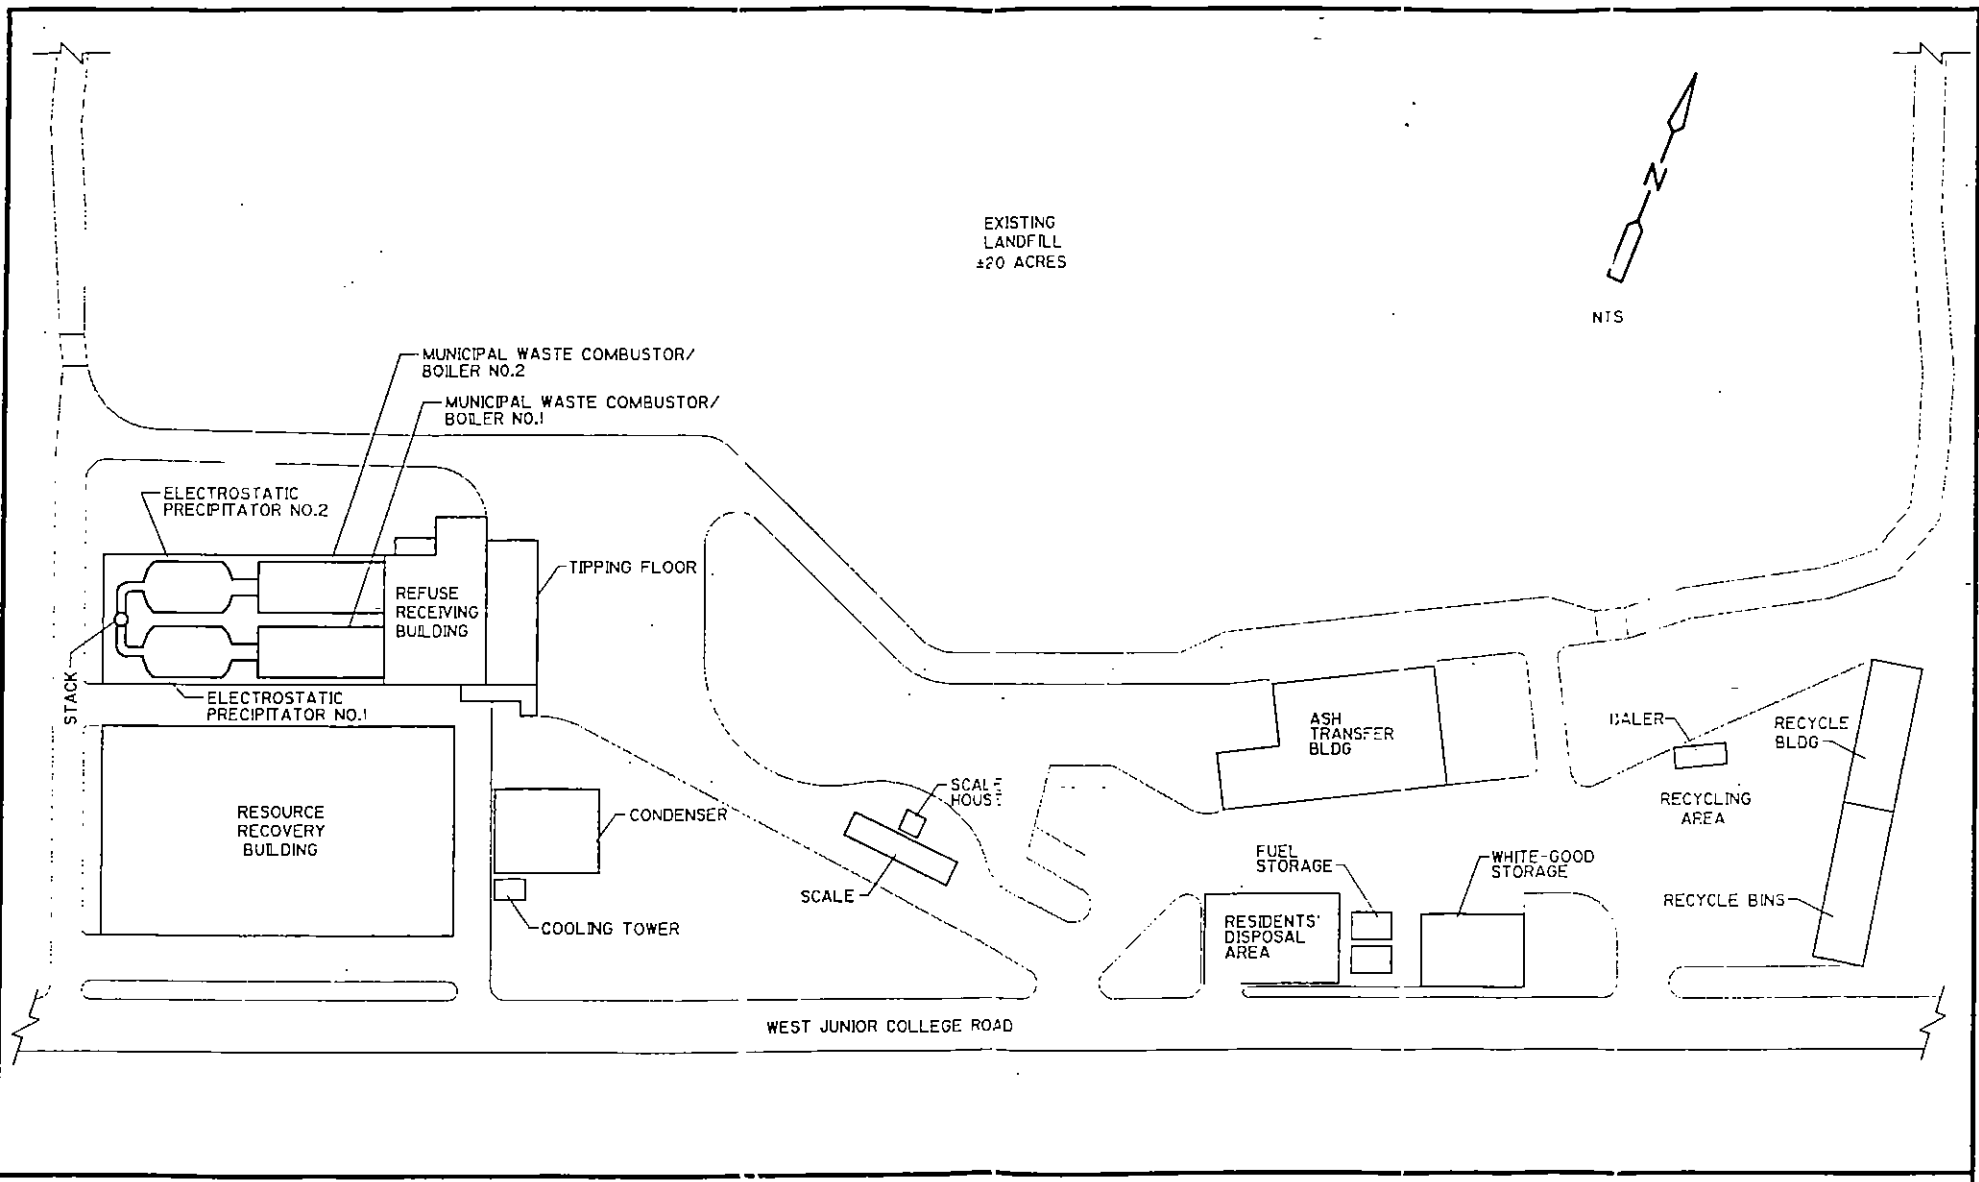 EXISTING
LANDFILL
±20 ACRES
N
NTS
MUNICIPAL WASTE COMBUSTOR/
BOILER NO.2
MUNICIPAL WASTE COMBUSTOR/
BOILER NO.1
ELECTROSTATIC
PRECIPITATOR NO.2
TIPPING FLOOR
REFUSE
RECEIVING
BUILDING
STACK
ELECTROSTATIC
PRECIPITATOR NO.1
RESOURCE
RECOVERY
BUILDING
CONDENSER
COOLING TOWER
SCALE
HOUSE
SCALE
ASH
TRANSFER
BLDG
BALER
RECYCLE
BLDG
RECYCLING
AREA
FUEL
STORAGE
WHITE-GOOD
STORAGE
RECYCLE BINS
RESIDENTS'
DISPOSAL
AREA
WEST JUNIOR COLLEGE ROAD